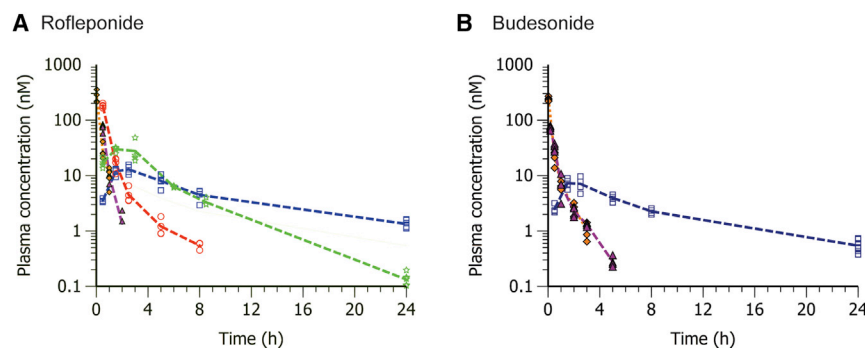 A Rofleponide
B Budesonide
Plasma concentration (nM)
1000
100
10
1
0.1
0 4 8 12 16 20 24
Time (h)
Plasma concentration (nM)
1000
100
10
1
0.1
0 4 8 12 16 20 24
Time (h)